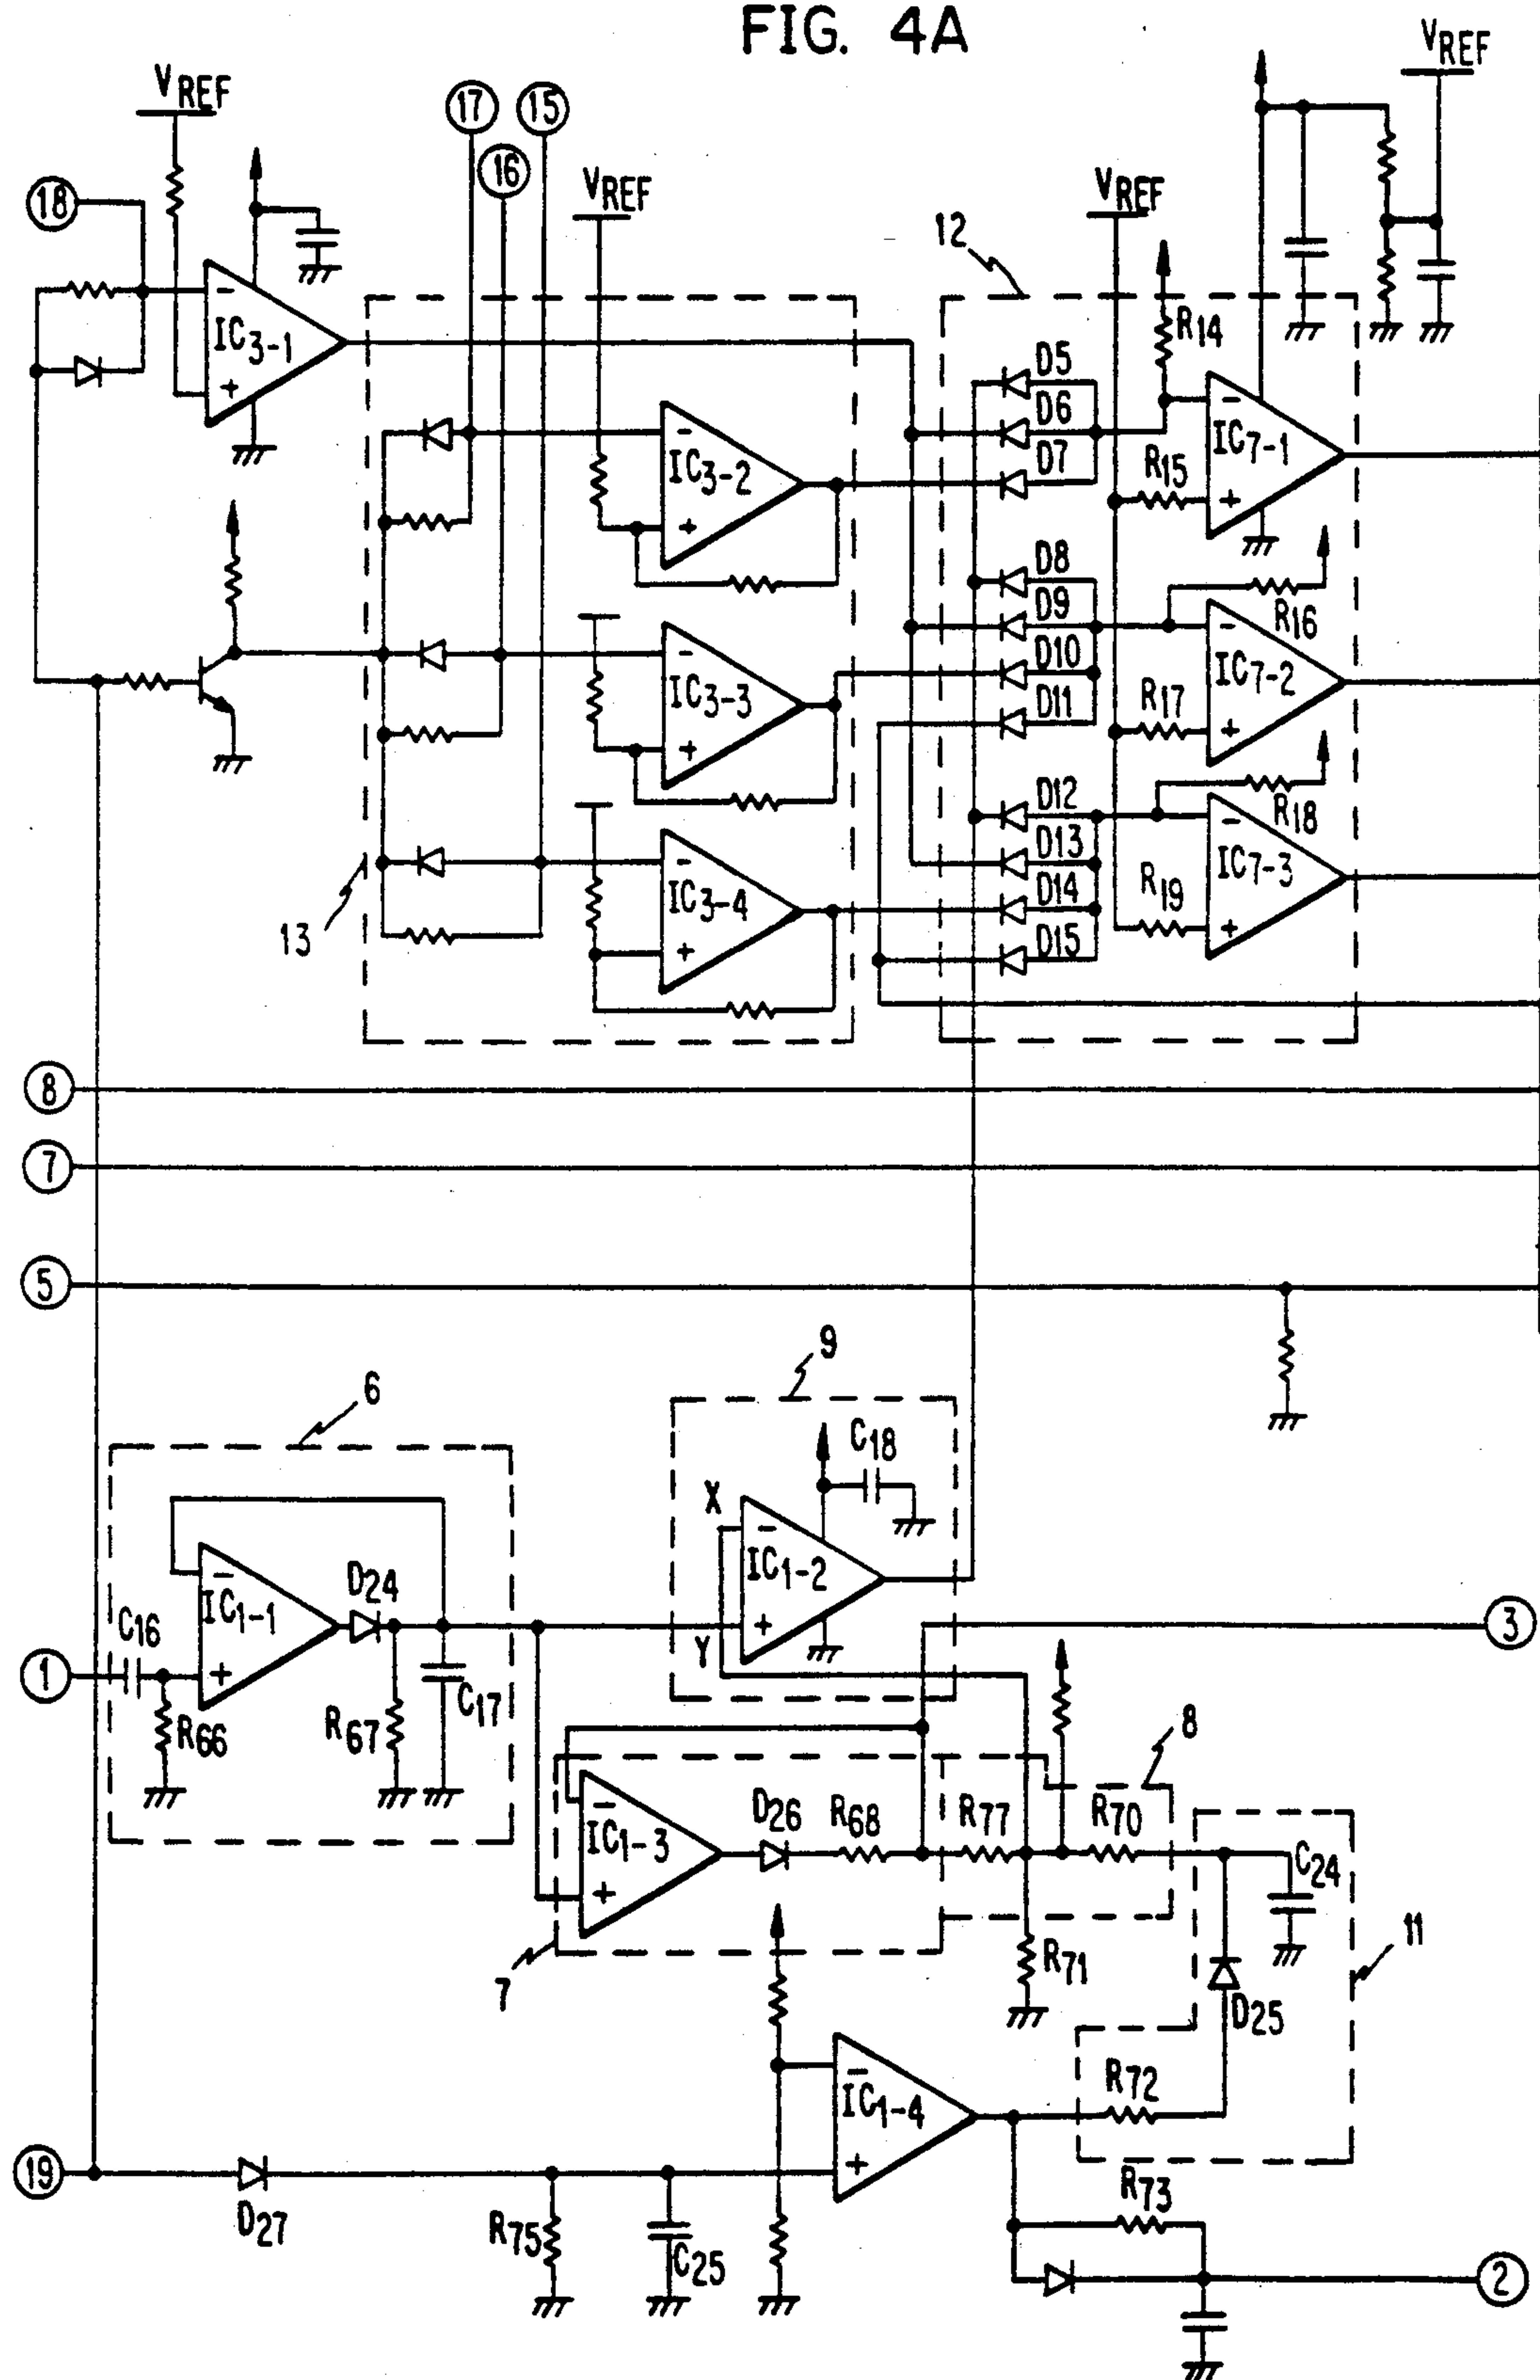 FIG. 4A
VREF
VREF
17
15
16
18
VREF
VREF
12
R14
IC3-1
-
+
D5
D6
D7
IC3-2
-
+
R15
IC7-1
-
+
D8
D9
D10
D11
IC3-3
-
+
R16
IC7-2
-
+
R17
D12
D13
D14
D15
R18
IC7-3
-
+
R19
IC3-4
-
+
13
8
7
5
9
6
C18
X
IC1-2
-
+
Y
D24
IC1-1
-
+
C16
1
R66
R67
C17
3
8
D26
R68
R77
R70
IC1-3
-
+
C24
7
R71
11
D25
R72
IC1-4
-
+
19
D27
R75
C25
R73
2